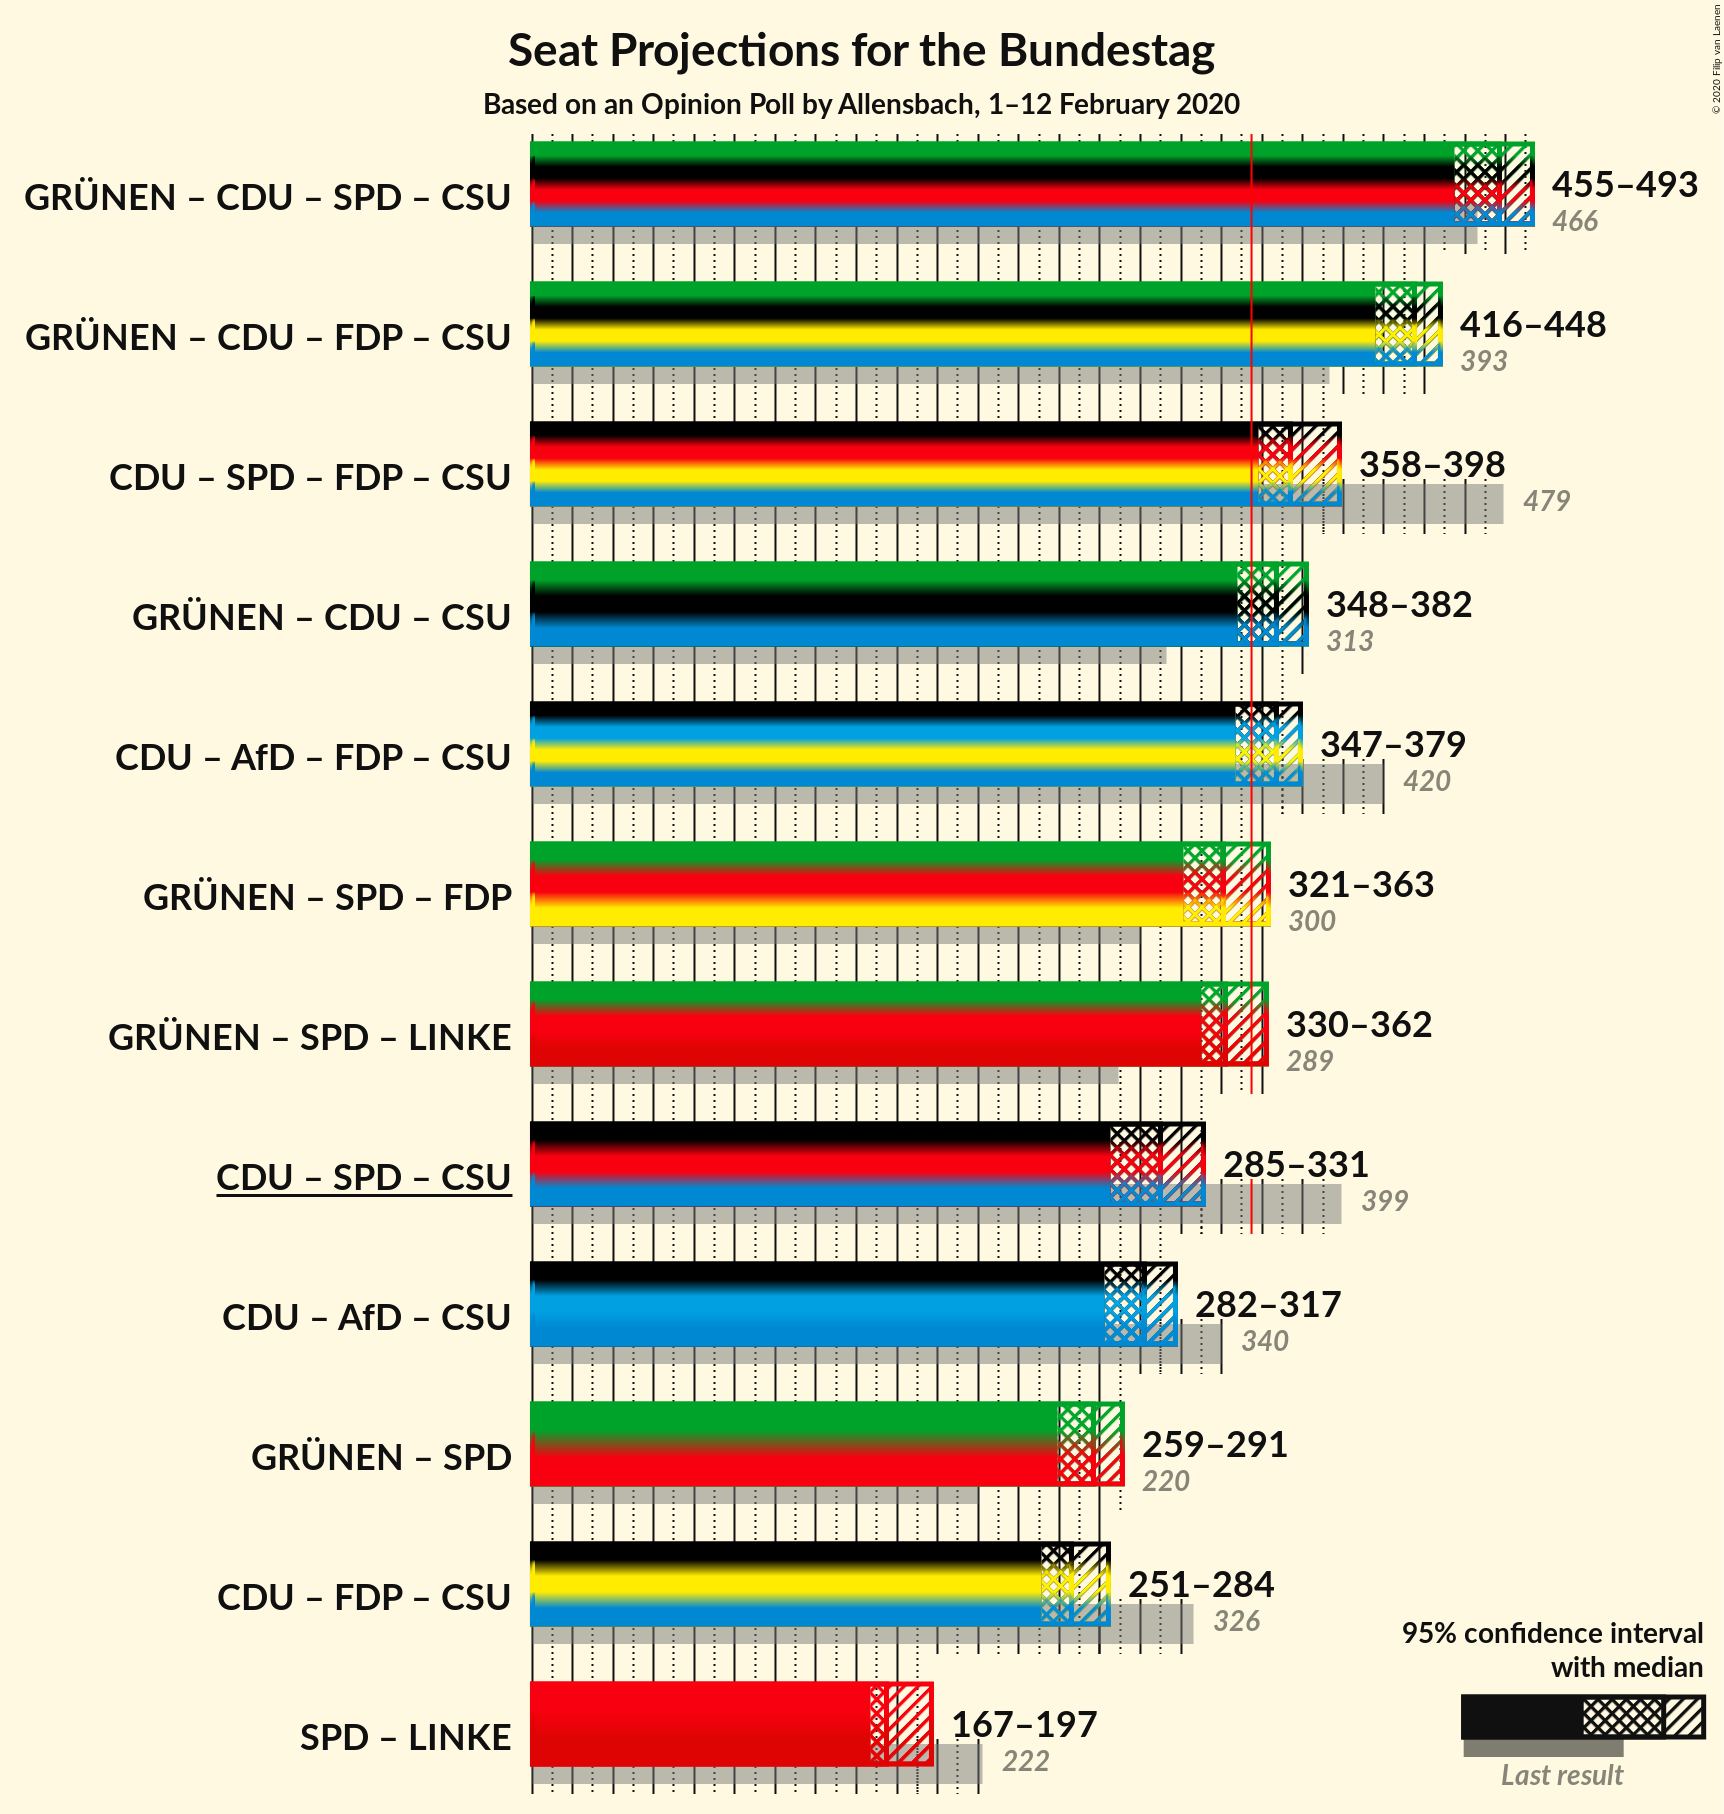 Seat Projections for the Bundestag
Based on an Opinion Poll by Allensbach, 1–12 February 2020
© 2020 Filip van Laenen
GRÜNEN – CDU – SPD – CSU
455–493
466
GRÜNEN – CDU – FDP – CSU
416–448
393
CDU – SPD – FDP – CSU
358–398
479
GRÜNEN – CDU – CSU
348–382
313
CDU – AfD – FDP – CSU
347–379
420
GRÜNEN – SPD – FDP
321–363
300
GRÜNEN – SPD – LINKE
330–362
289
CDU – SPD – CSU
285–331
399
CDU – AfD – CSU
282–317
340
GRÜNEN – SPD
259–291
220
CDU – FDP – CSU
251–284
326
SPD – LINKE
167–197
222
95% confidence interval
with median
Last result